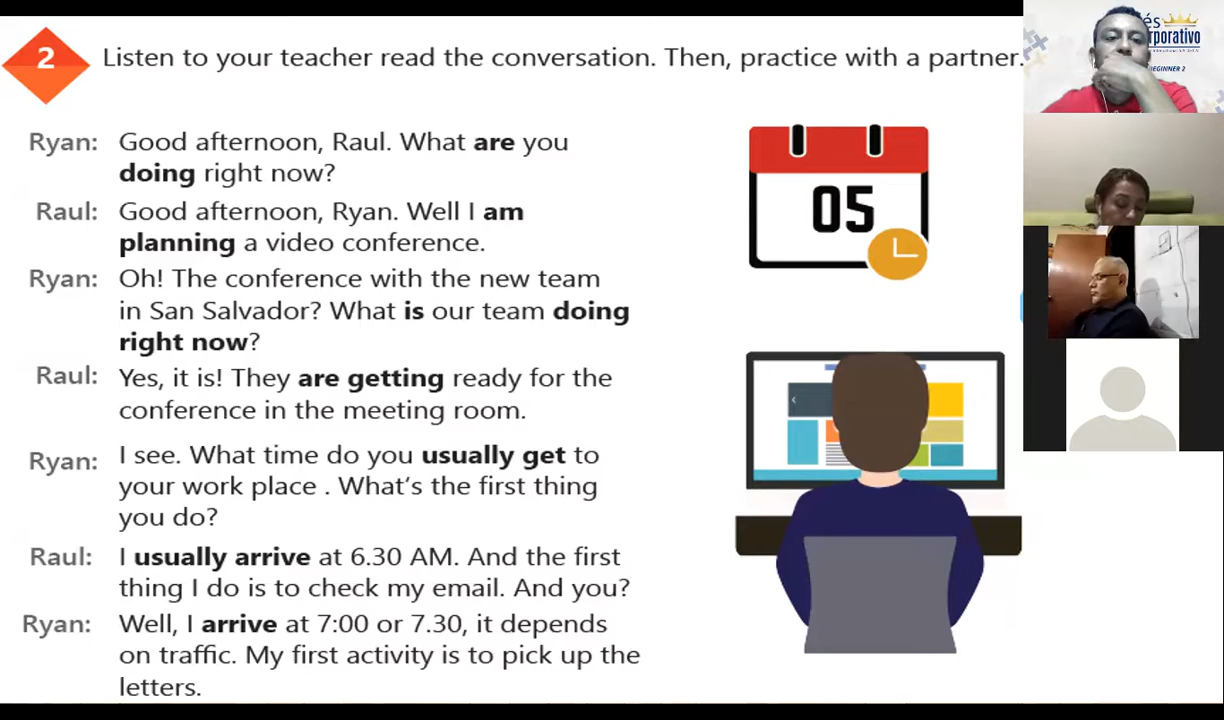 2
Listen to your teacher read the conversation. Then, practice with a partner.
Ryan: Good afternoon, Raul. What are you
doing right now?
Raul: Good afternoon, Ryan. Well I am
planning a video conference.
Ryan: Oh! The conference with the new team
in San Salvador? What is our team doing
right now?
Raul: Yes, it is! They are getting ready for the
conference in the meeting room.
Ryan: I see. What time do you usually get to
your work place . What's the first thing
you do?
Raul: I usually arrive at 6.30 AM. And the first
thing I do is to check my email. And you?
Ryan: Well, I arrive at 7:00 or 7.30, it depends
on traffic. My first activity is to pick up the
letters.
05
és
rporativo
BEGINNER 2